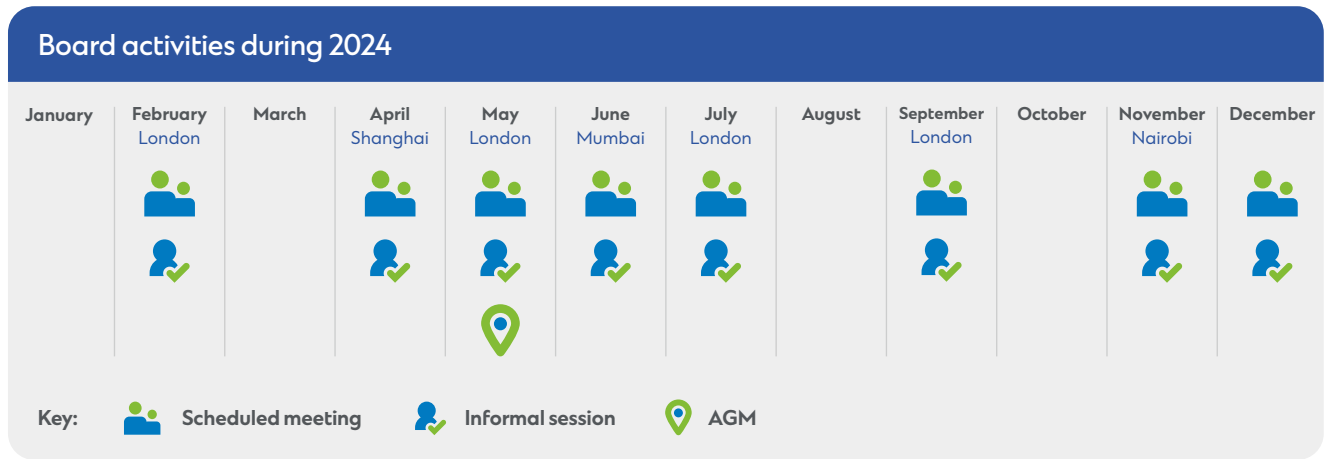 Board activities during 2024
January
February
London
March
April
Shanghai
May
London
June
Mumbai
July
London
August
September
London
October
November
Nairobi
December
Key:
Scheduled meeting
Informal session
AGM